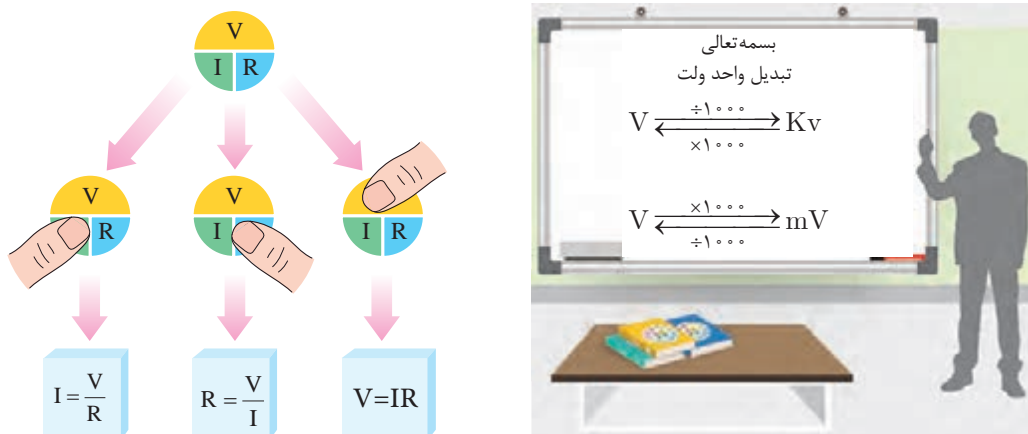 V
I R
V
R
V
I
I R
I = V/R
R = V/I
V=IR
بسمه تعالی
تبدیل واحد ولت
V ÷۱۰۰۰ Kv
×۱۰۰۰
V ×۱۰۰۰ mV
÷۱۰۰۰